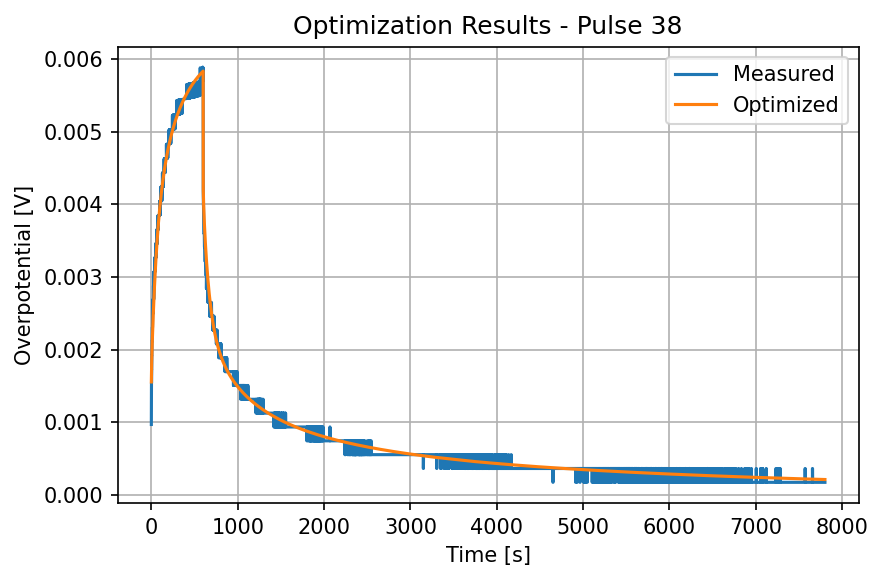 Optimization Results - Pulse 38
Measured
Optimized
0.006
0.005
0.004
0.003
0.002
0.001
0.000
Overpotential [V]
0 1000 2000 3000 4000 5000 6000 7000 8000
Time [s]